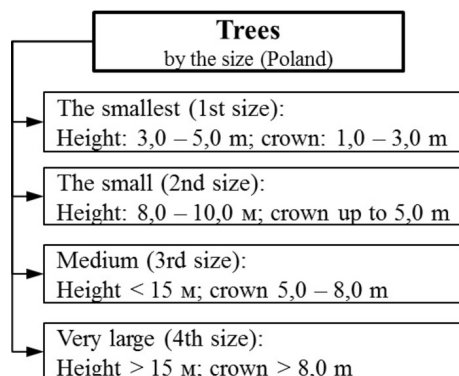 Trees
by the size (Poland)
The smallest (1st size):
Height: 3,0 – 5,0 m; crown: 1,0 – 3,0 m
The small (2nd size):
Height: 8,0 – 10,0 м; crown up to 5,0 m
Medium (3rd size):
Height < 15 м; crown 5,0 – 8,0 m
Very large (4th size):
Height > 15 м; crown > 8,0 m